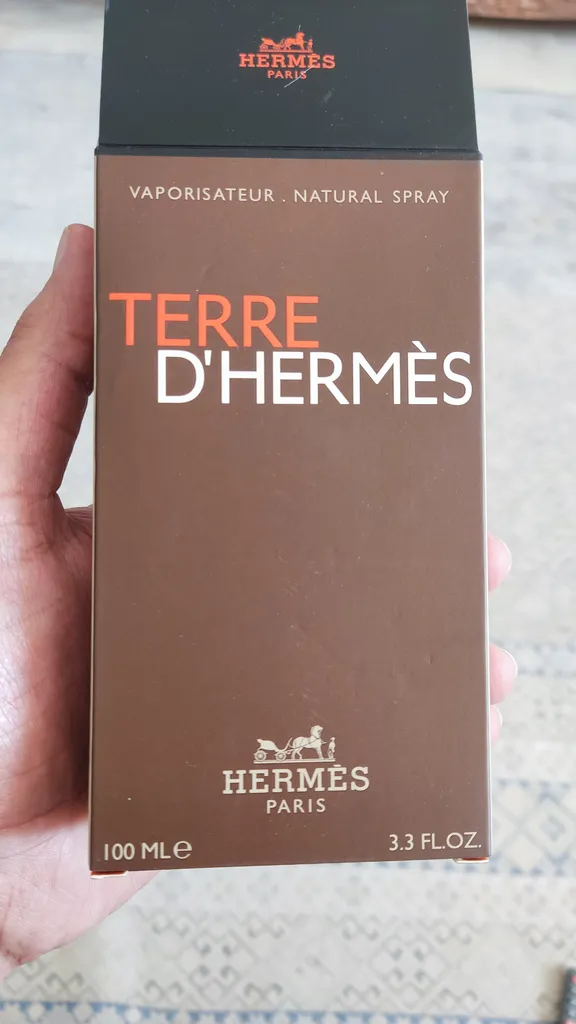 HERMÈS
PARIS
VAPORISATEUR . NATURAL SPRAY
TERRE
D'HERMÈS
HERMÈS
PARIS
100 ML℮
3.3 FL.OZ.